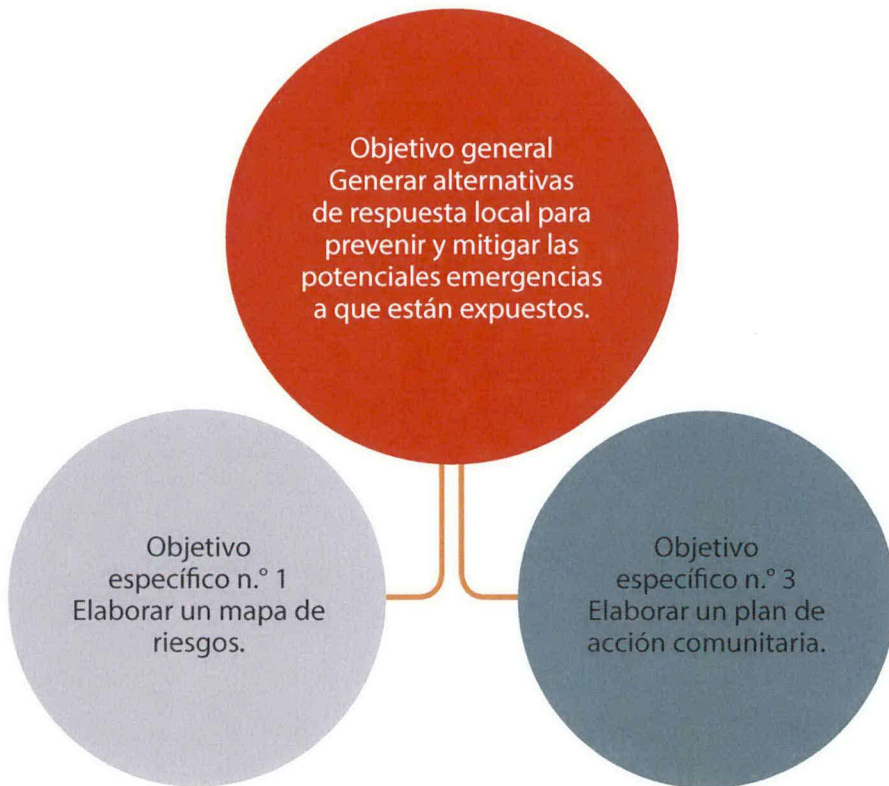 Objetivo general
Generar alternativas
de respuesta local para
prevenir y mitigar las
potenciales emergencias
a que están expuestos.
Objetivo
específico n.° 1
Elaborar un mapa de
riesgos.
Objetivo
específico n.° 3
Elaborar un plan de
acción comunitaria.